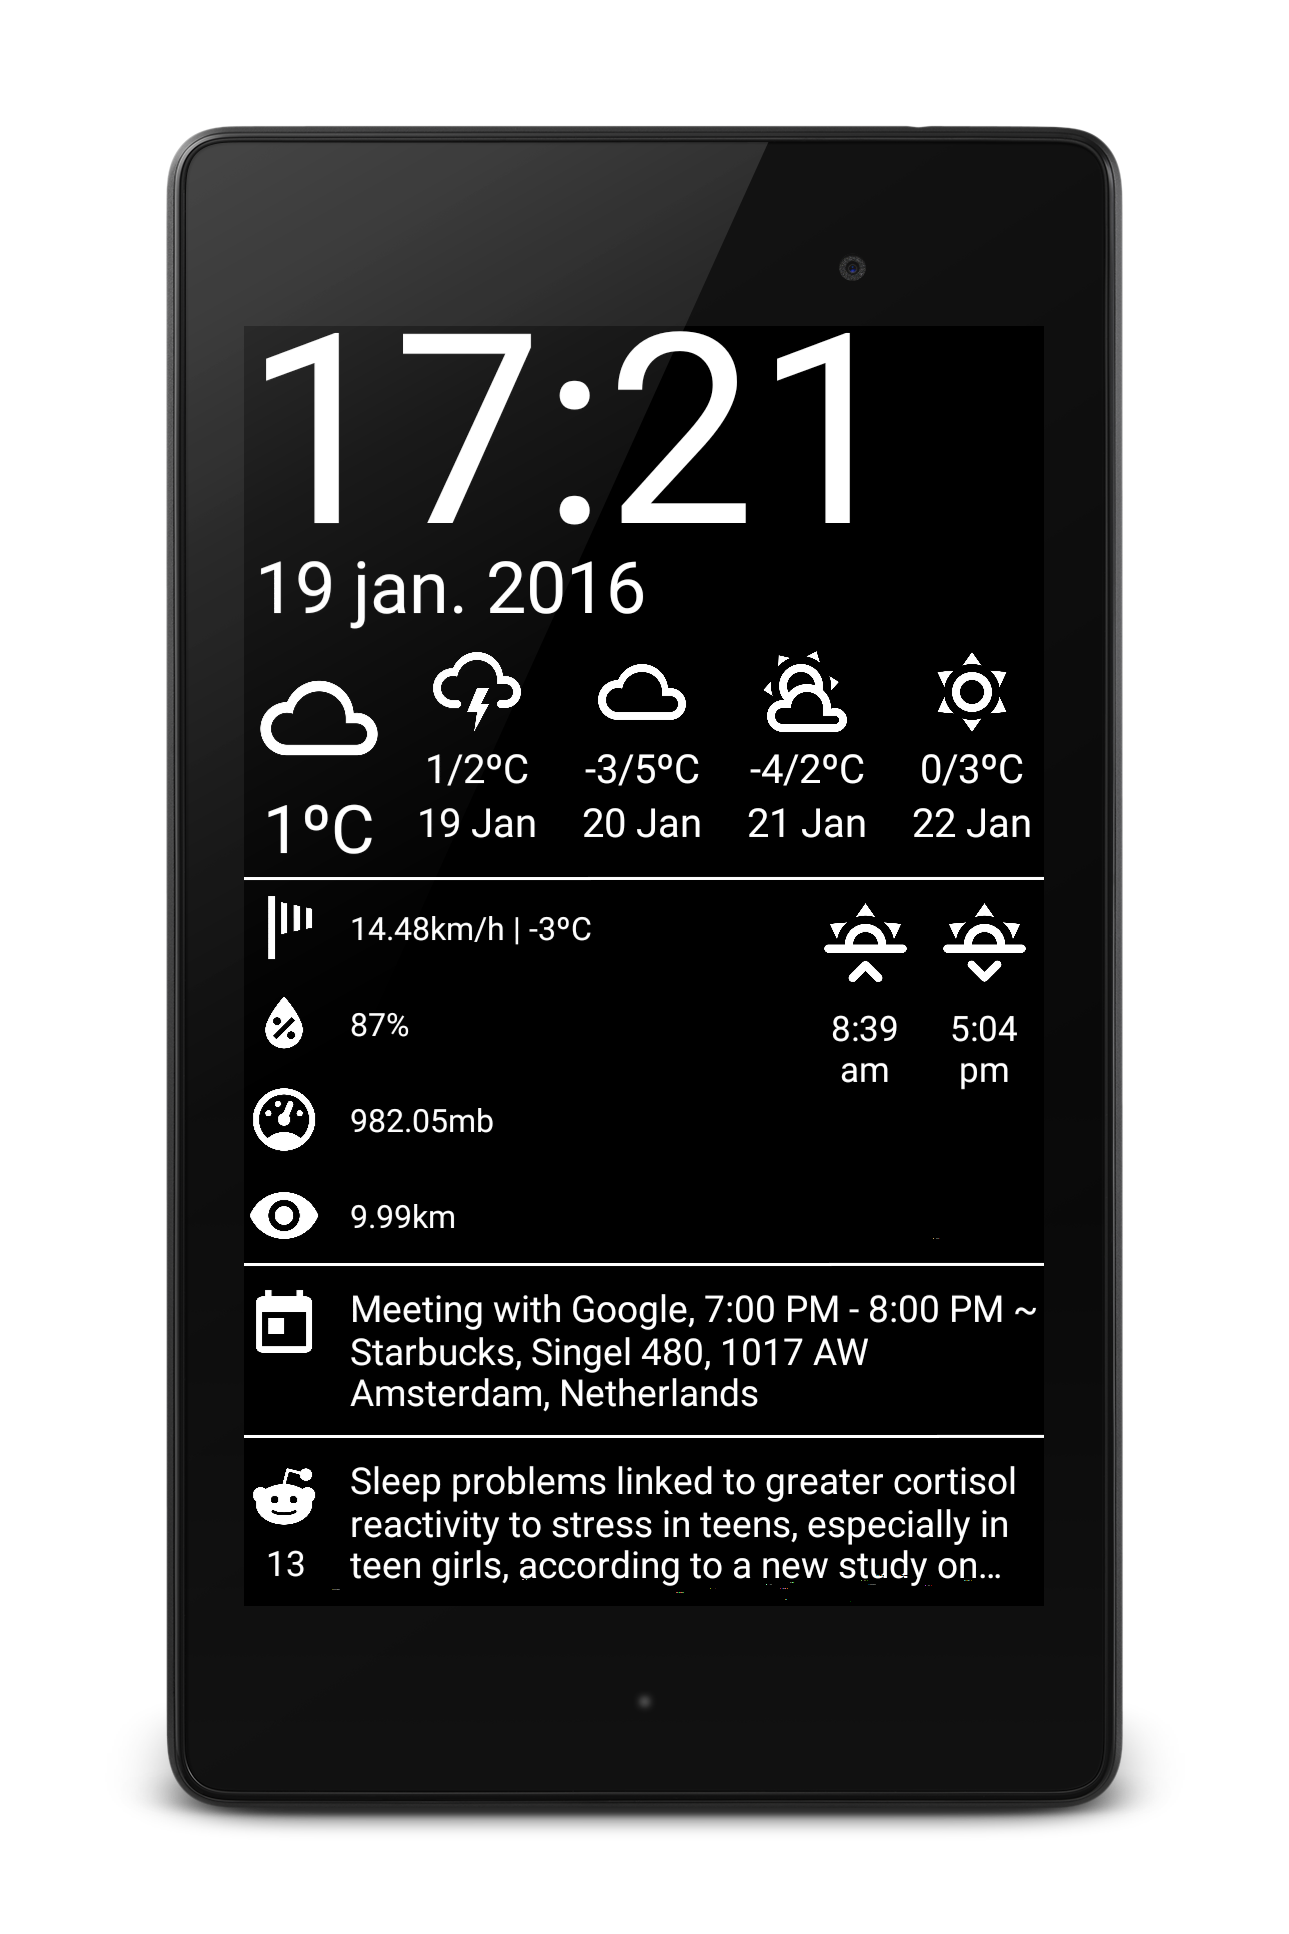 17:21
19 jan. 2016
1ºC
1/2ºC -3/5ºC -4/2ºC 0/3ºC
19 Jan 20 Jan 21 Jan 22 Jan
14.48km/h | -3ºC
87%
982.05mb
9.99km
8:39 am
5:04 pm
Meeting with Google, 7:00 PM - 8:00 PM ~
Starbucks, Singel 480, 1017 AW
Amsterdam, Netherlands
13
Sleep problems linked to greater cortisol
reactivity to stress in teens, especially in
teen girls, according to a new study on…